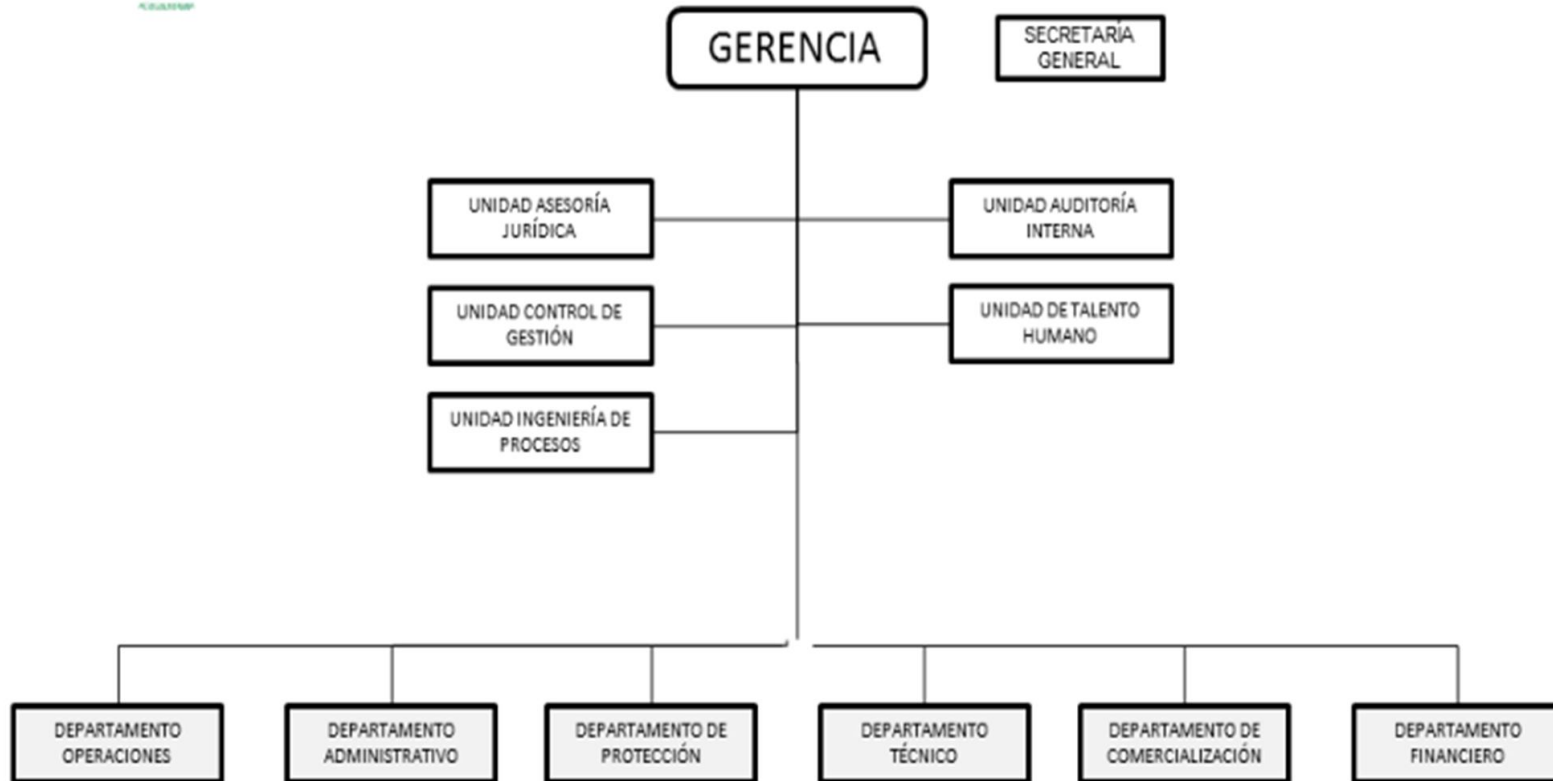 GERENCIA
SECRETARÍA
GENERAL
UNIDAD ASESORÍA
JURÍDICA
UNIDAD AUDITORÍA
INTERNA
UNIDAD CONTROL DE
GESTIÓN
UNIDAD DE TALENTO
HUMANO
UNIDAD INGENIERÍA DE
PROCESOS
DEPARTAMENTO
OPERACIONES
DEPARTAMENTO
ADMINISTRATIVO
DEPARTAMENTO DE
PROTECCIÓN
DEPARTAMENTO
TÉCNICO
DEPARTAMENTO DE
COMERCIALIZACIÓN
DEPARTAMENTO
FINANCIERO